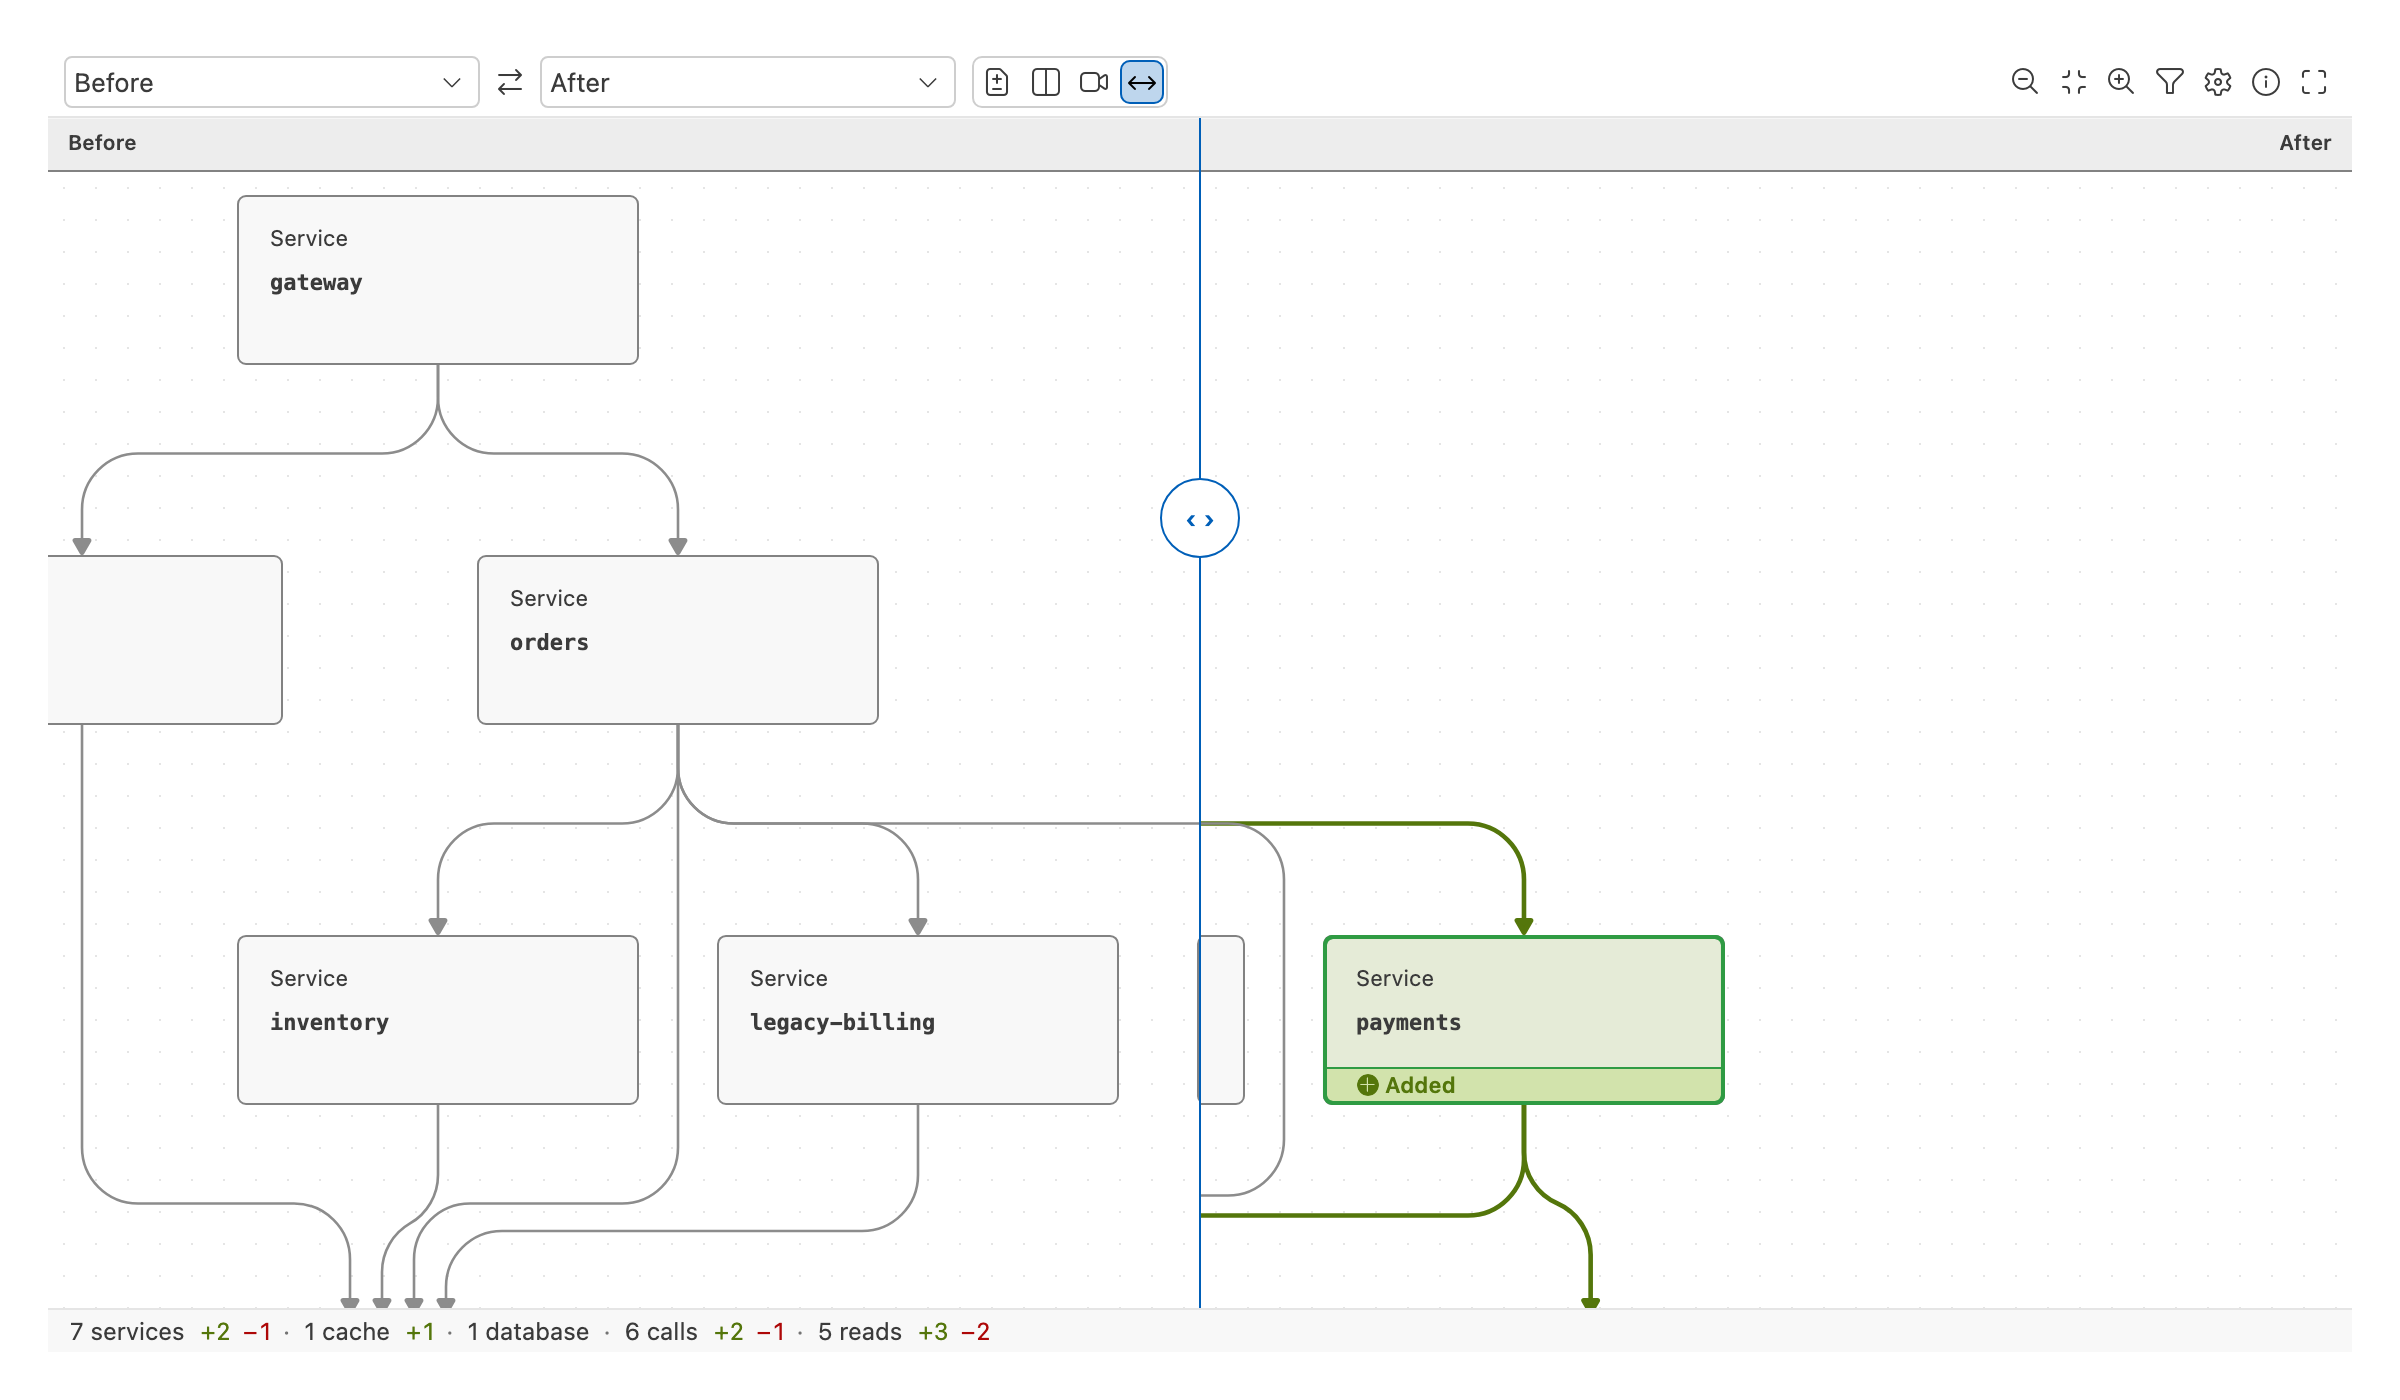 Before
After
Before
After
Service
gateway
Service
orders
Service
inventory
Service
legacy-billing
Service
payments
Added
7 services +2 −1 · 1 cache +1 · 1 database · 6 calls +2 −1 · 5 reads +3 −2